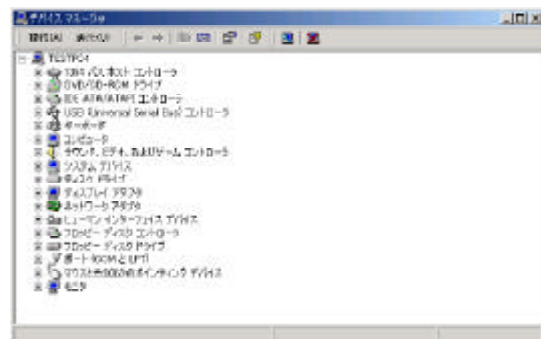 デバイス マネージャ
操作(A) 表示(V)
TESTPC4
1394 バス ホスト コントローラ
DVD/CD-ROM ドライブ
IDE ATA/ATAPI コントローラ
USB (Universal Serial Bus) コントローラ
キーボード
コンピュータ
サウンド、ビデオ、およびゲーム コントローラ
システム デバイス
ディスク ドライブ
ディスプレイ アダプタ
ネットワーク アダプタ
ヒューマン インターフェイス デバイス
フロッピー ディスク コントローラ
フロッピー ディスク ドライブ
ポート (COM と LPT)
マウスとそのほかのポインティング デバイス
モニタ